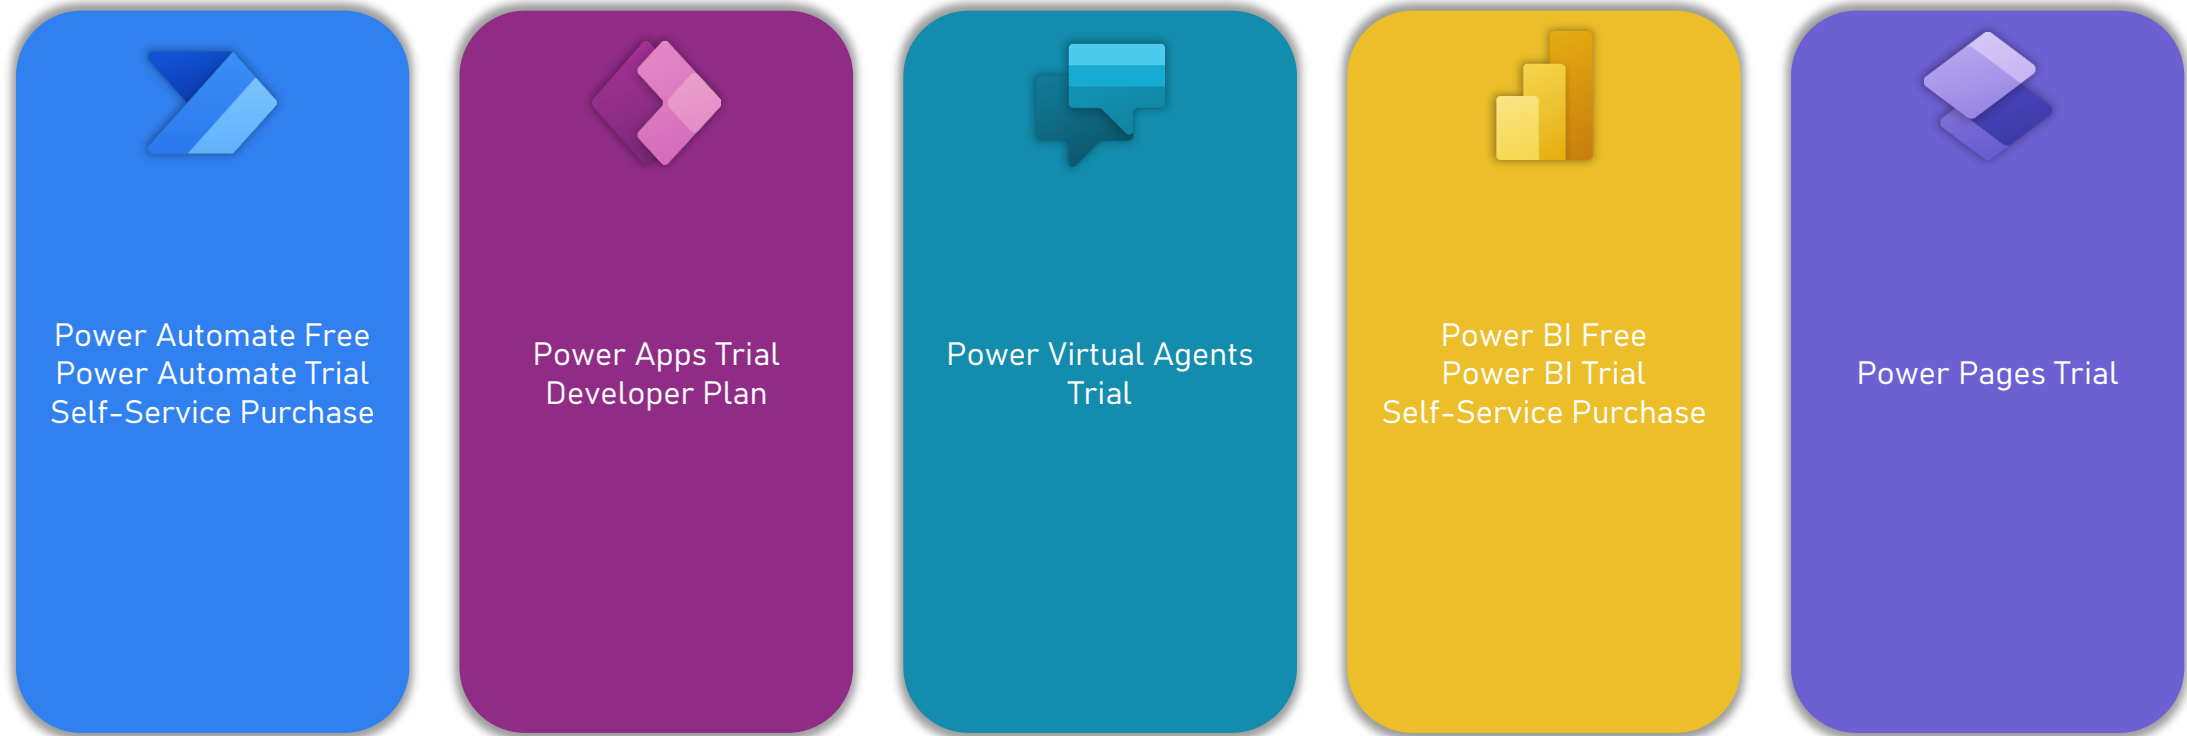 Power Automate Free
Power Automate Trial
Self-Service Purchase
Power Apps Trial
Developer Plan
Power Virtual Agents
Trial
Power BI Free
Power BI Trial
Self-Service Purchase
Power Pages Trial